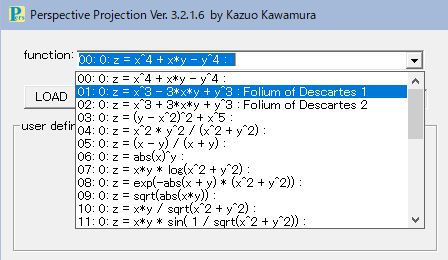 Perspective Projection Ver. 3.2.1.6 by Kazuo Kawamura
function: 00: 0: z = x^4 + x*y - y^4 :
00: 0: z = x^4 + x*y - y^4 :
01: 0: z = x^3 - 3*x*y + y^3 : Folium of Descartes 1
LOAD
02: 0: z = x^3 + 3*x*y + y^3 : Folium of Descartes 2
03: 0: z = (y - x^2)^2 + x^5 :
user defin
04: 0: z = x^2 * y^2 / (x^2 + y^2) :
05: 0: z = (x - y) / (x + y) :
06: 0: z = abs(x)^y :
07: 0: z = x*y * log(x^2 + y^2) :
08: 0: z = exp(-abs(x + y) * (x^2 + y^2)) :
09: 0: z = sqrt(abs(x*y)) :
10: 0: z = x*y / sqrt(x^2 + y^2) :
11: 0: z = x*y * sin( 1 / sqrt(x^2 + y^2)) :